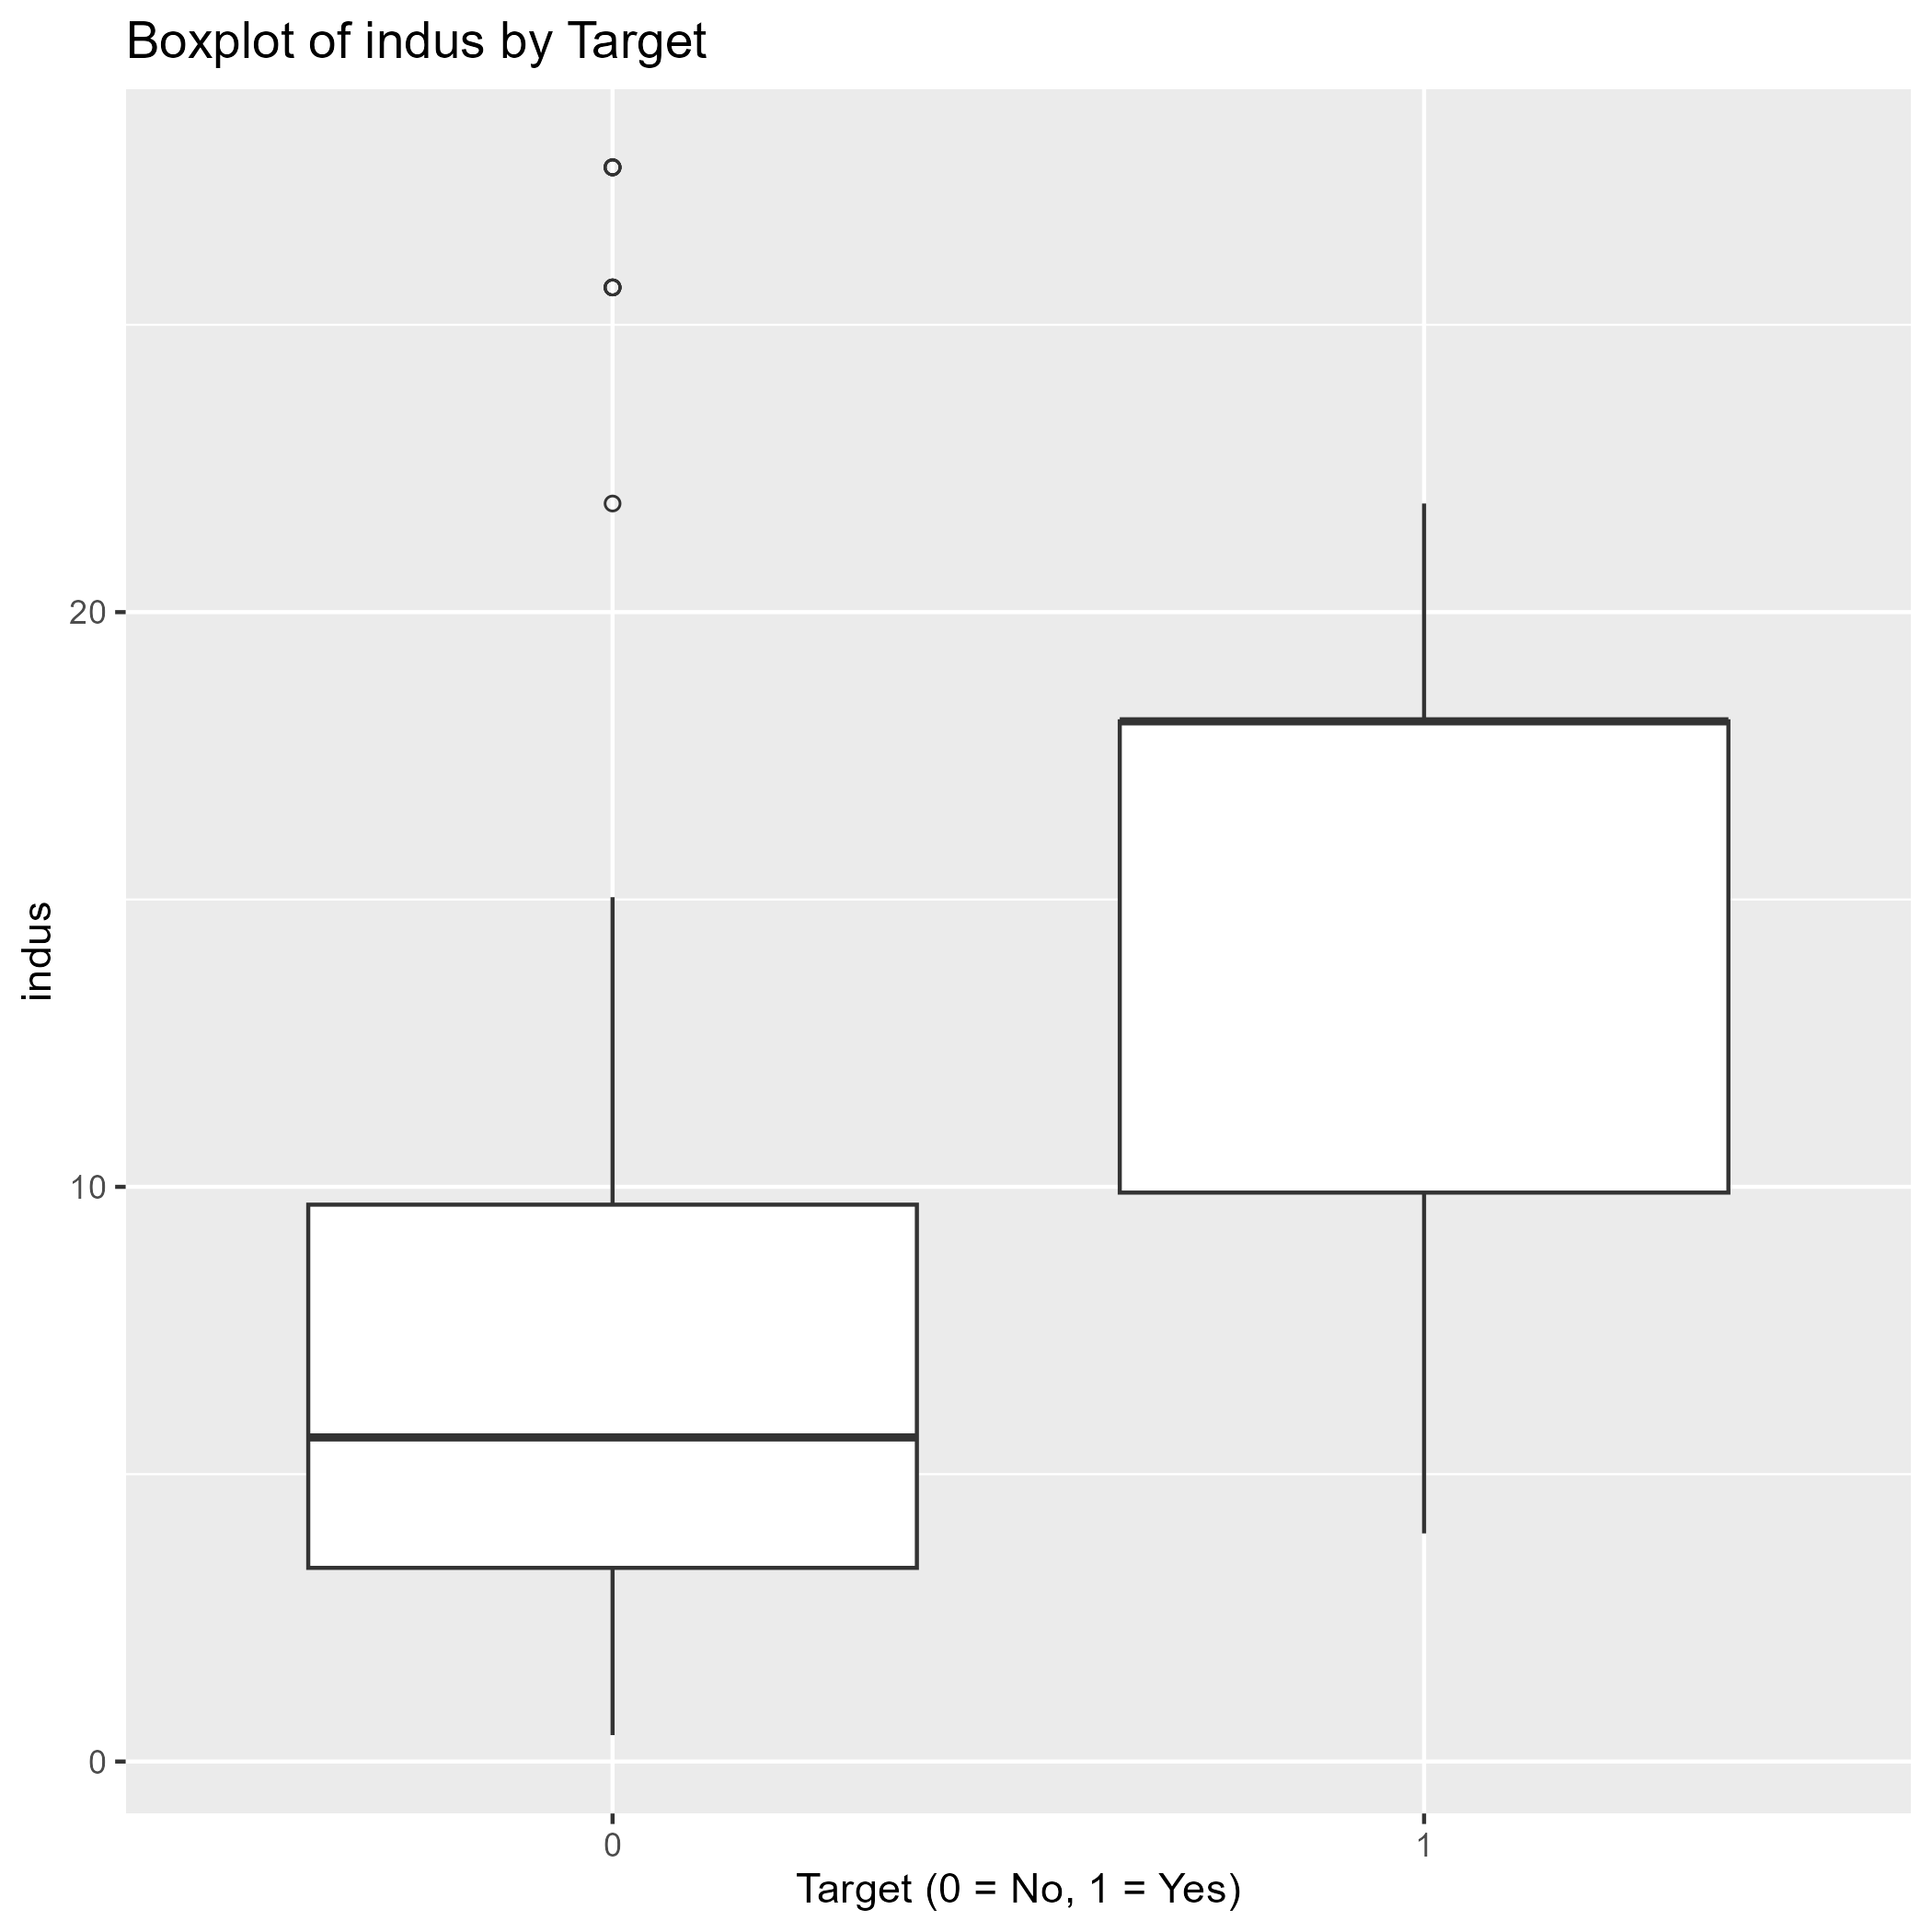 Boxplot of indus by Target
indus
20
10
0
0
1
Target (0 = No, 1 = Yes)